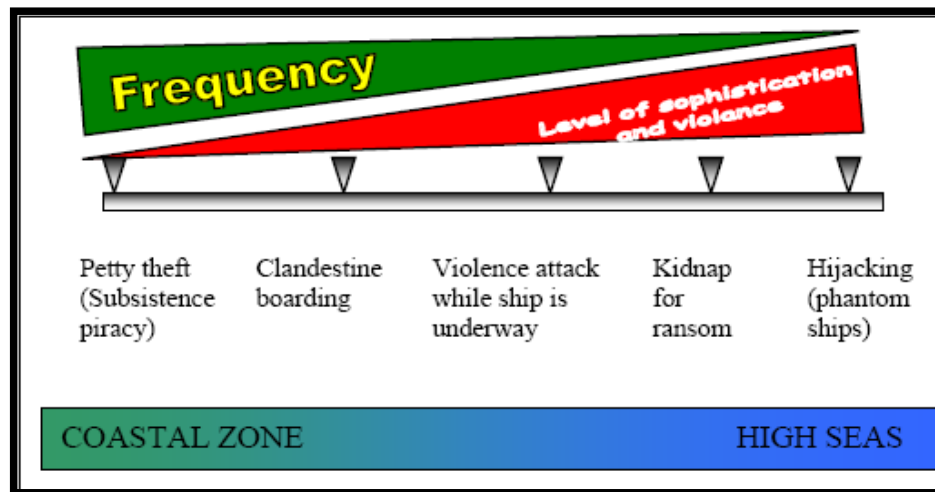 Frequency
Level of sophistication
and violance
Petty theft
(Subsistence
piracy)
Clandestine
boarding
Violence attack
while ship is
underway
Kidnap
for
ransom
Hijacking
(phantom
ships)
COASTAL ZONE
HIGH SEAS